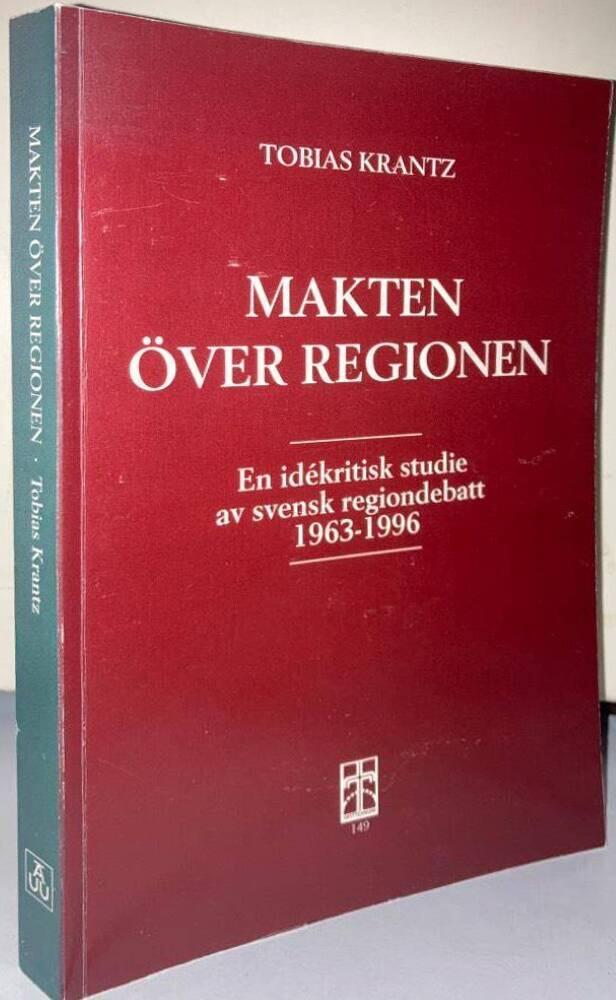 TOBIAS KRANTZ
MAKTEN
ÖVER REGIONEN
En idékritisk studie
av svensk regiondebatt
1963-1996
149
MAKTEN ÖVER REGIONEN · Tobias Krantz
AUU